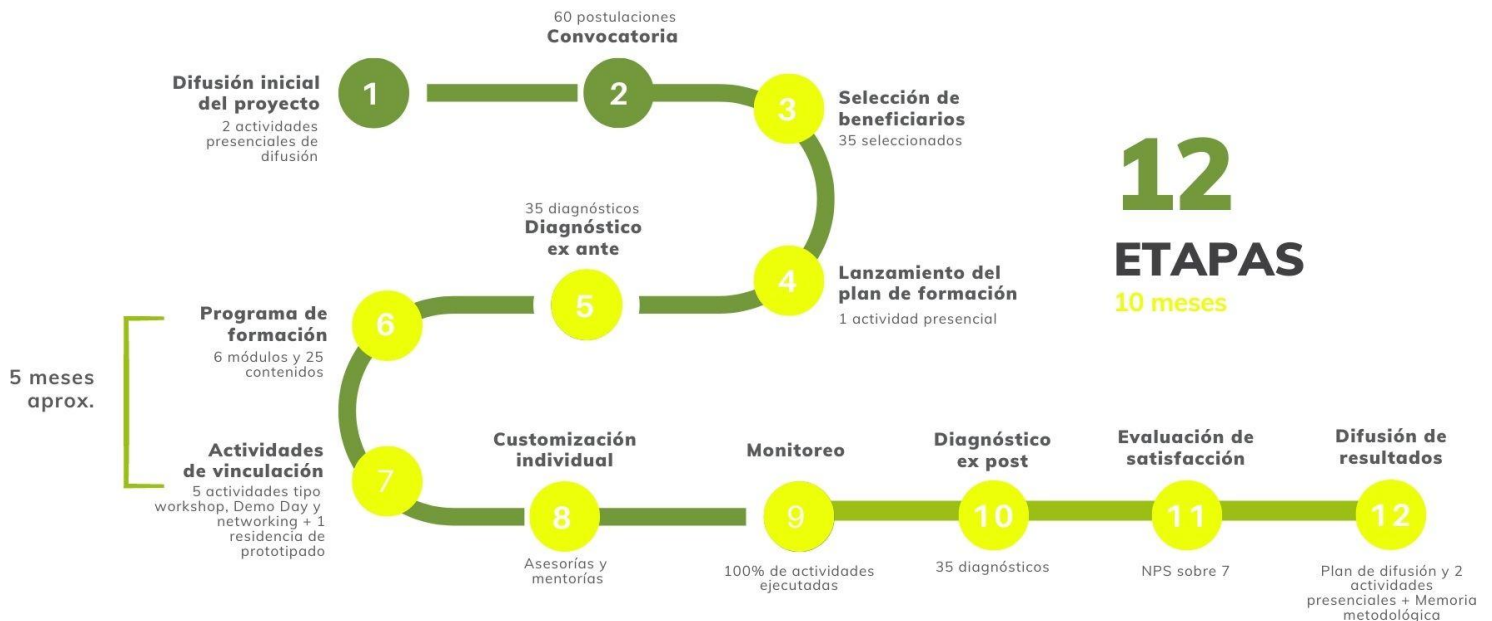 1
Difusión inicial
del proyecto
2 actividades
presenciales de
difusión
60 postulaciones
Convocatoria
2
3
Selección de
beneficiarios
35 seleccionados
12
ETAPAS
10 meses
4
Lanzamiento del
plan de formación
1 actividad presencial
35 diagnósticos
Diagnóstico
ex ante
5
6
Programa de
formación
6 módulos y 25
contenidos
5 meses
aprox.
7
Actividades
de vinculación
5 actividades tipo
workshop, Demo Day y
networking + 1
residencia de
prototipado
Customización
individual
8
Asesorías y
mentorías
Monitoreo
9
100% de actividades
ejecutadas
Diagnóstico
ex post
10
35 diagnósticos
Evaluación de
satisfacción
11
NPS sobre 7
Difusión de
resultados
12
Plan de difusión y 2
actividades
presenciales + Memoria
metodológica